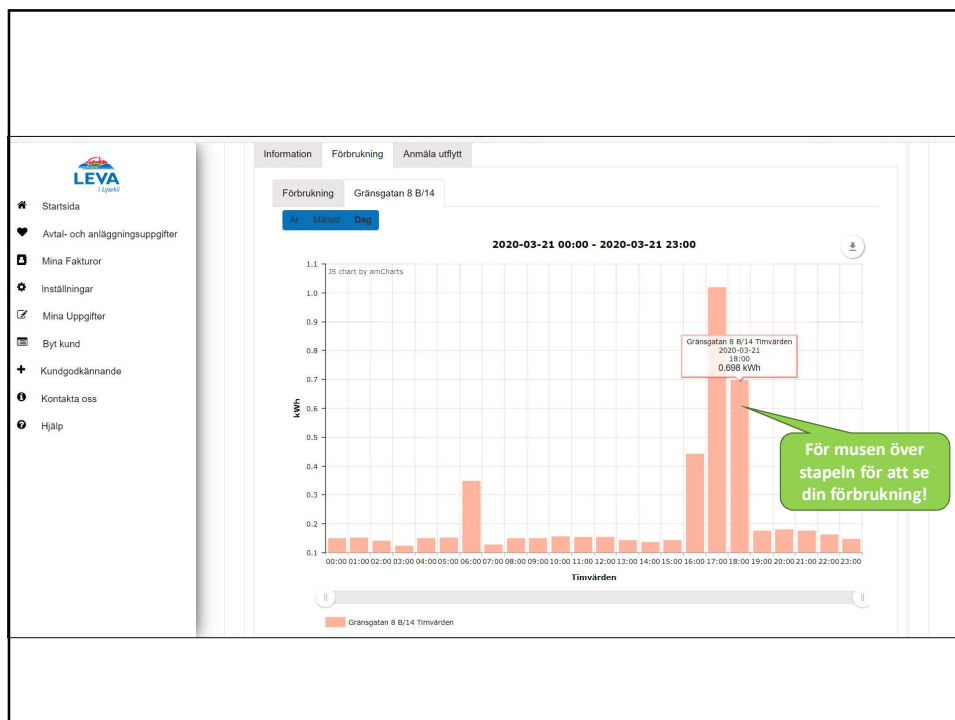 LEVA
i Lysekil
Startsida
Avtal- och anläggningsuppgifter
Mina Fakturor
Inställningar
Mina Uppgifter
Byt kund
Kundgodkännande
Kontakta oss
Hjälp
Information Förbrukning Anmäla utflytt
Förbrukning Gränsgatan 8 B/14
År Månad Dag
2020-03-21 00:00 - 2020-03-21 23:00
JS chart by amCharts
kWh
1.1
1.0
0.9
0.8
0.7
0.6
0.5
0.4
0.3
0.2
0.1
Gränsgatan 8 B/14 Timvärden
2020-03-21
18:00
0.698 kWh
För musen över
stapeln för att se
din förbrukning!
00:00 01:00 02:00 03:00 04:00 05:00 06:00 07:00 08:00 09:00 10:00 11:00 12:00 13:00 14:00 15:00 16:00 17:00 18:00 19:00 20:00 21:00 22:00 23:00
Timvärden
Gränsgatan 8 B/14 Timvärden